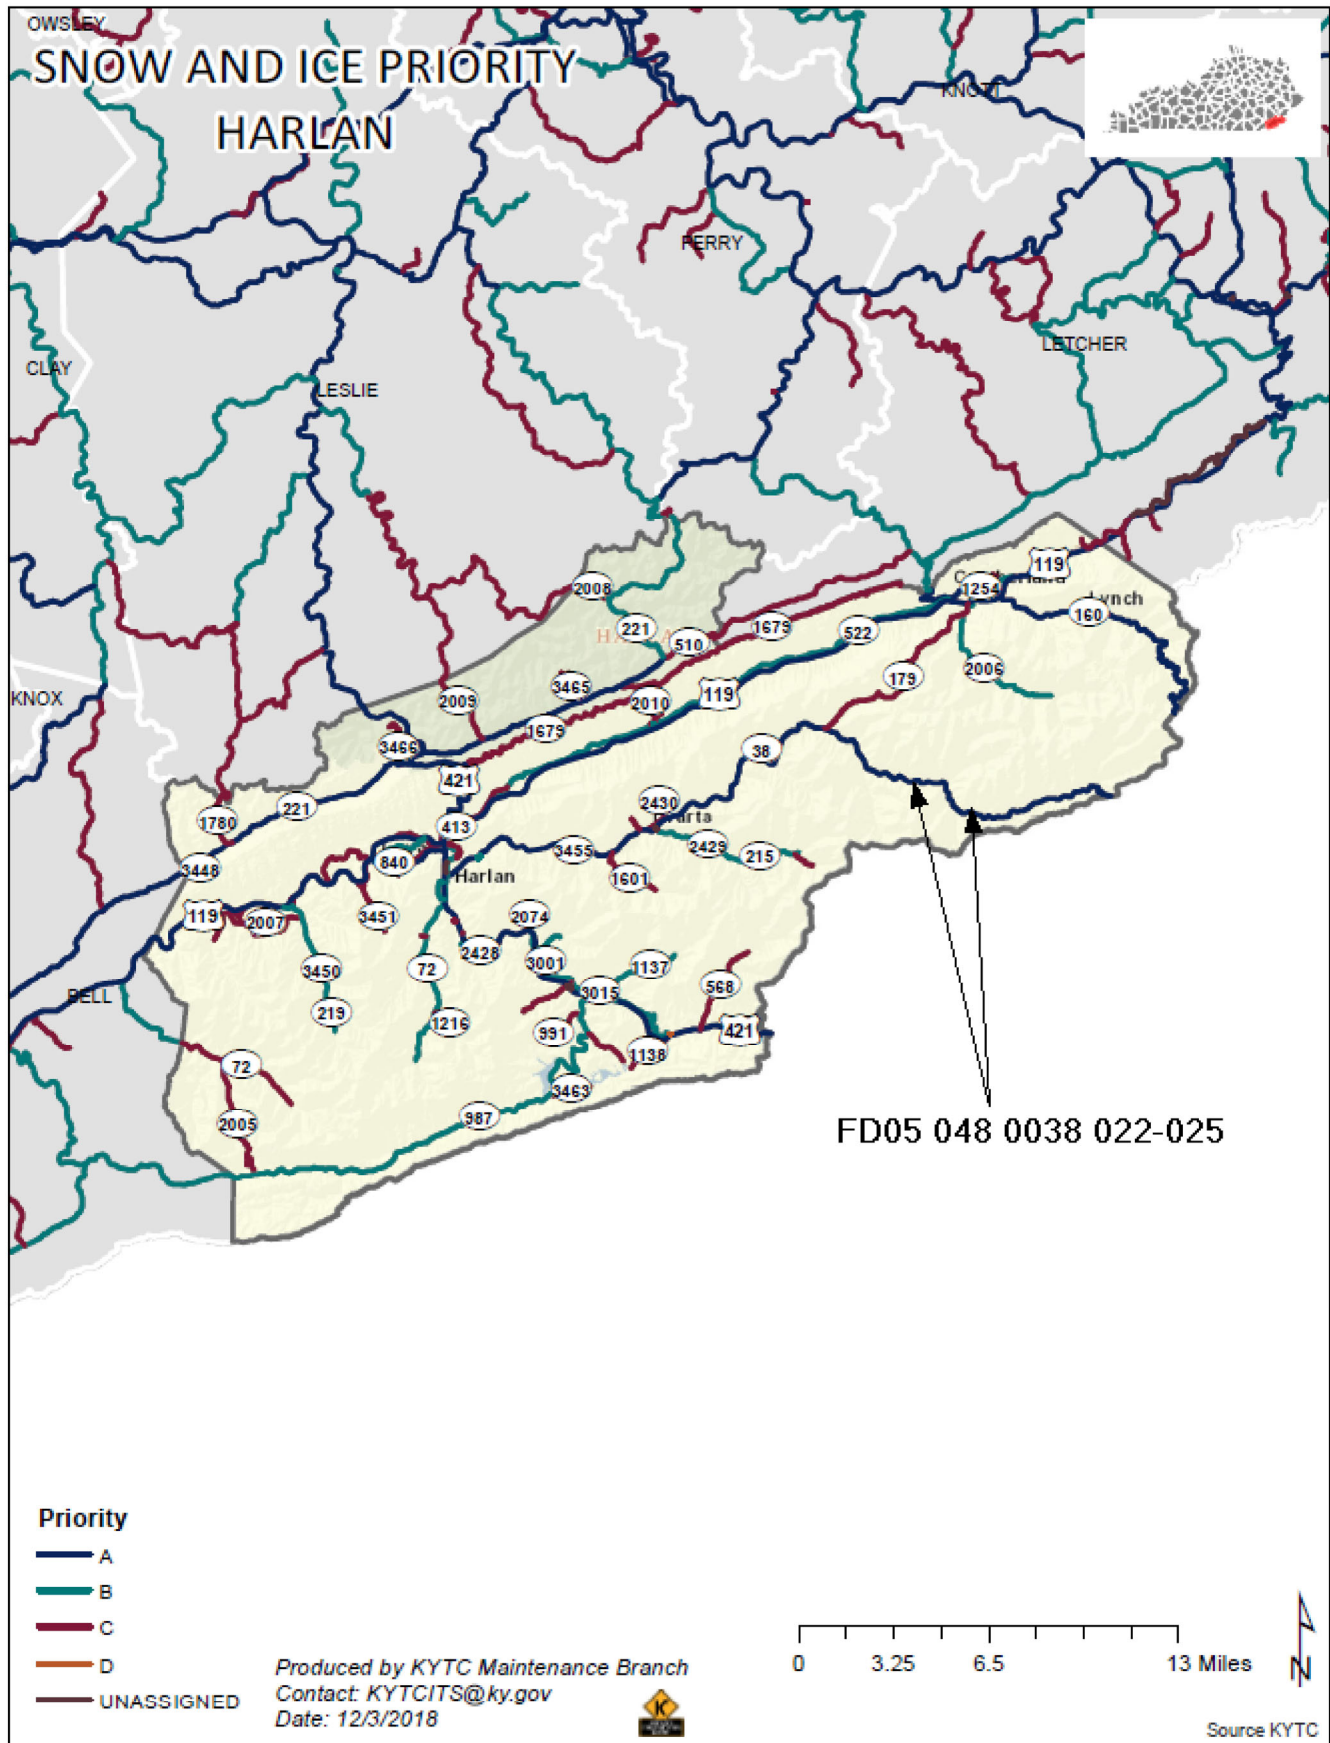 OWSLEY
SNOW AND ICE PRIORITY
HARLAN
KNOTT
PERRY
CLAY
LESLIE
LETCHER
119
1254
Lynch
160
2008
221
510
1679
522
179
2006
KNOX
2009
3465
2010
119
1679
38
3466
421
221
1780
413
2430
3448
840
3455
2429
215
1601
Harlan
119
2007
3451
2074
2428
3001
1137
3450
72
3015
568
BELL
219
1216
991
1138
421
72
3463
987
2005
FD05 048 0038 022-025
Priority
A
B
C
D
UNASSIGNED
Produced by KYTC Maintenance Branch
Contact: KYTCITS@ky.gov
Date: 12/3/2018
0 3.25 6.5 13 Miles
N
Source KYTC